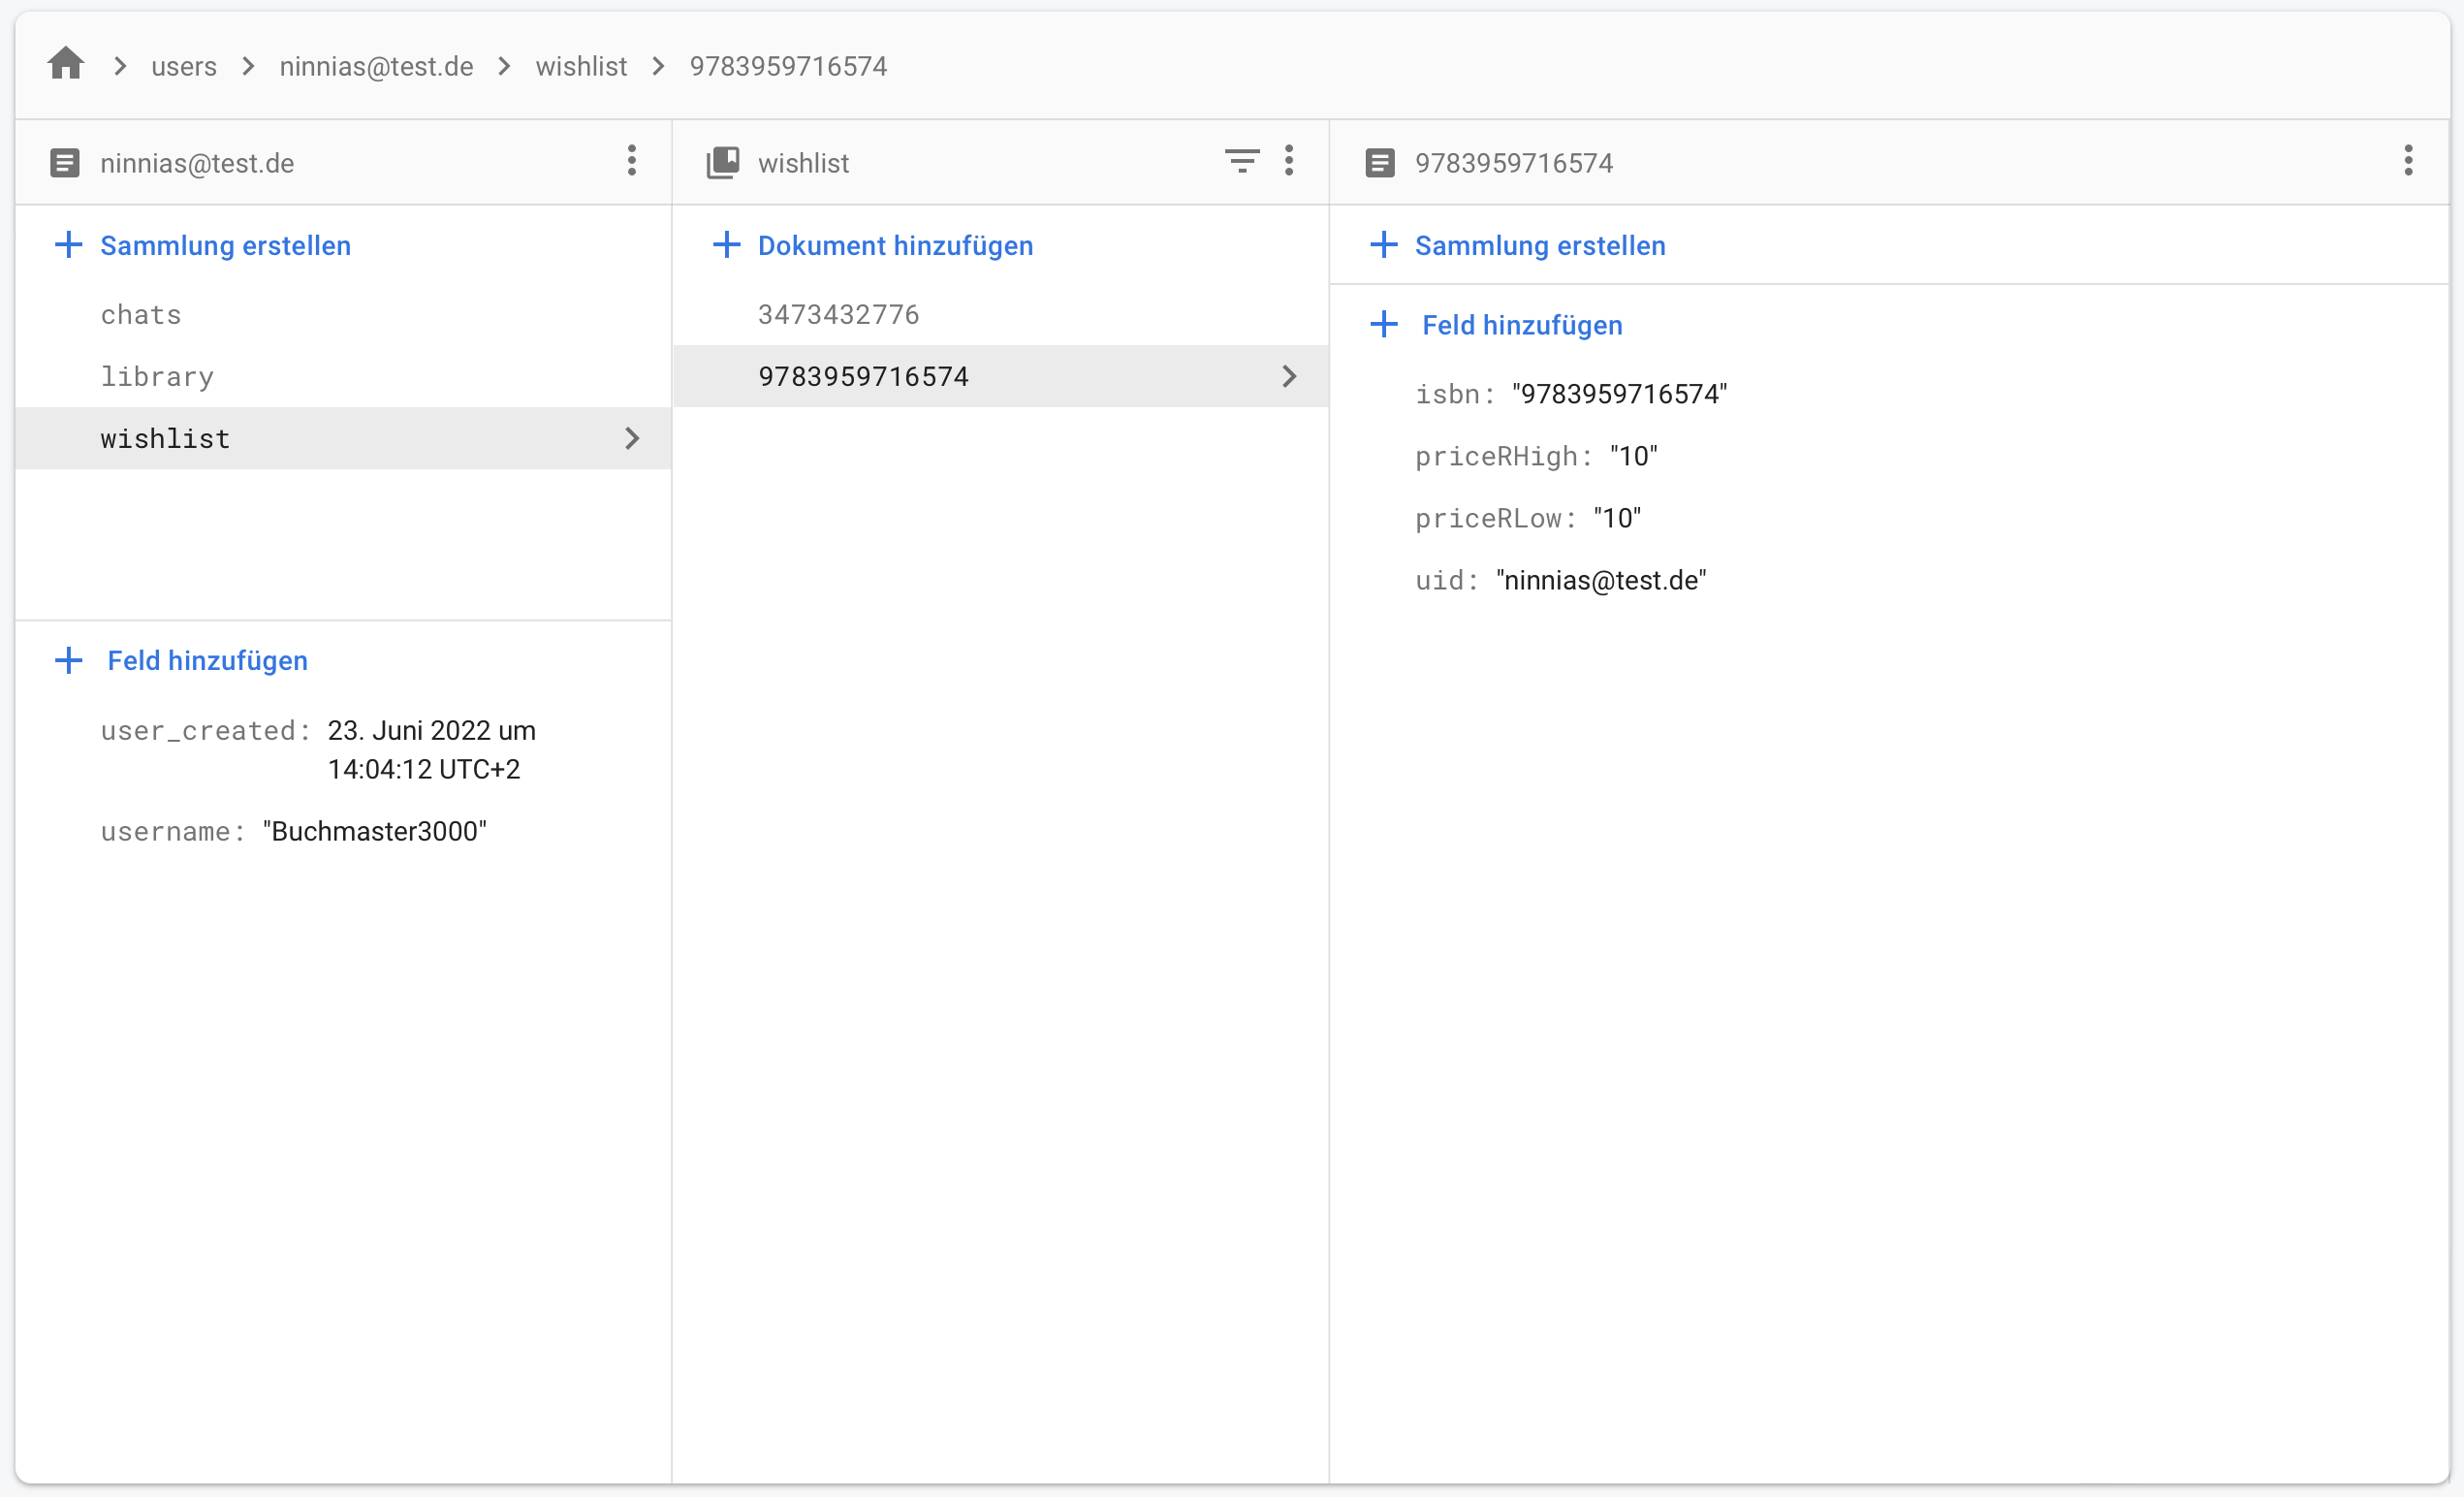 users ninnias@test.de wishlist 9783959716574
ninnias@test.de
Sammlung erstellen
chats
library
wishlist
Feld hinzufügen
user_created: 23. Juni 2022 um
14:04:12 UTC+2
username: "Buchmaster3000"
wishlist
Dokument hinzufügen
3473432776
9783959716574
9783959716574
Sammlung erstellen
Feld hinzufügen
isbn: "9783959716574"
priceRHigh: "10"
priceRLow: "10"
uid: "ninnias@test.de"